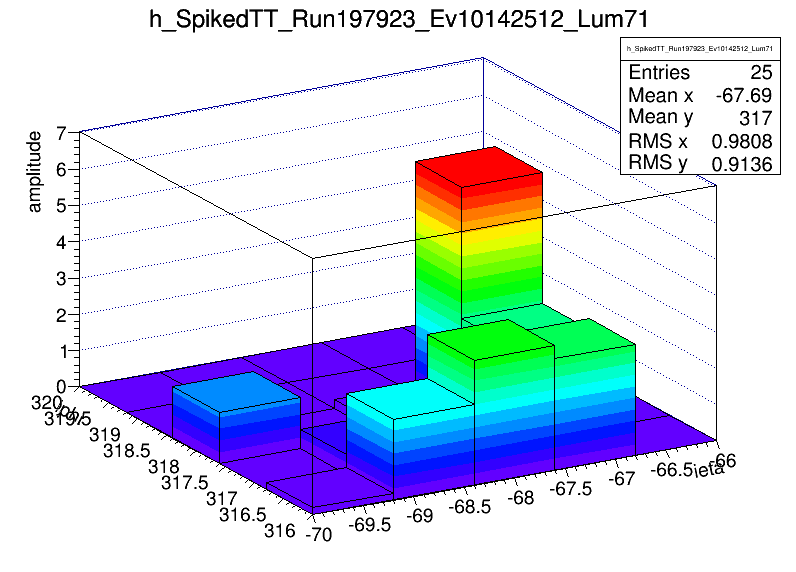 h_SpikedTT_Run197923_Ev10142512_Lum71
h_SpikedTT_Run197923_Ev10142512_Lum71
Entries 25
Mean x -67.69
Mean y 317
RMS x 0.9808
RMS y 0.9136
amplitude
7
6
5
4
3
2
1
0
320
319.5
319
318.5
318
317.5
317
316.5
316
-70
-69.5
-69
-68.5
-68
-67.5
-67
-66.5
-66
ieta